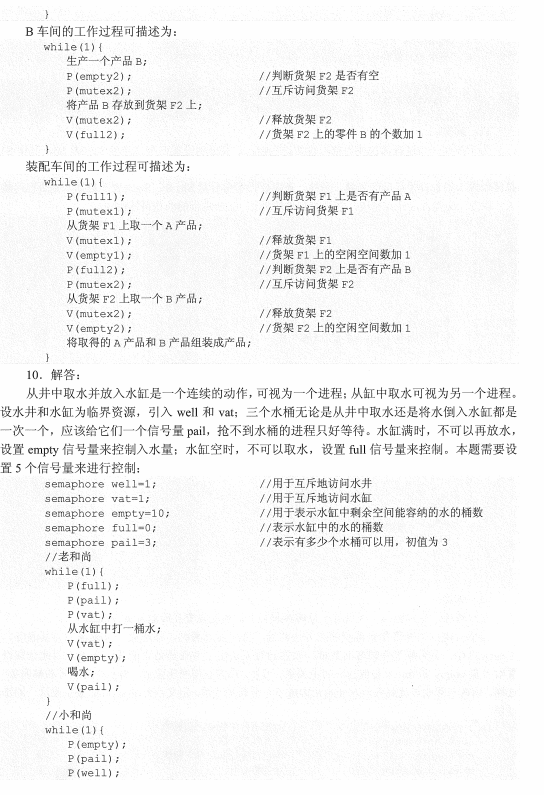 }
B 车间的工作过程可描述为：
while(1){
生产一个产品 B;
P(empty2); //判断货架 F2 是否有空
P(mutex2); //互斥访问货架 F2
将产品 B 存放到货架 F2 上;
V(mutex2); //释放货架 F2
V(full2); //货架 F2 上的零件 B 的个数加 1
}
装配车间的工作过程可描述为：
while(1){
P(full1); //判断货架 F1 上是否有产品 A
P(mutex1); //互斥访问货架 F1
从货架 F1 上取一个 A 产品;
V(mutex1); //释放货架 F1
V(empty1); //货架 F1 上的空闲空间数加 1
P(full2); //判断货架 F2 上是否有产品 B
P(mutex2); //互斥访问货架 F2
从货架 F2 上取一个 B 产品;
V(mutex2); //释放货架 F2
V(empty2); //货架 F2 上的空闲空间数加 1
将取得的 A 产品和 B 产品组装成产品;
}
10．解答：
从井中取水并放入水缸是一个连续的动作，可视为一个进程；从缸中取水可视为另一个进程。
设水井和水缸为临界资源，引入 well 和 vat；三个水桶无论是从井中取水还是将水倒入水缸都是
一次一个，应该给它们一个信号量 pail，抢不到水桶的进程只好等待。水缸满时，不可以再放水，
设置 empty 信号量来控制入水量；水缸空时，不可以取水，设置 full 信号量来控制。本题需要设
置 5 个信号量来进行控制：
semaphore well=1; //用于互斥地访问水井
semaphore vat=1; //用于互斥地访问水缸
semaphore empty=10; //用于表示水缸中剩余空间能容纳的水的桶数
semaphore full=0; //表示水缸中的水的桶数
semaphore pail=3; //表示有多少个水桶可以用，初值为 3
//老和尚
while(1){
P(full);
P(pail);
P(vat);
从水缸中打一桶水;
V(vat);
V(empty);
喝水;
V(pail);
}
//小和尚
while(1){
P(empty);
P(pail);
P(well);